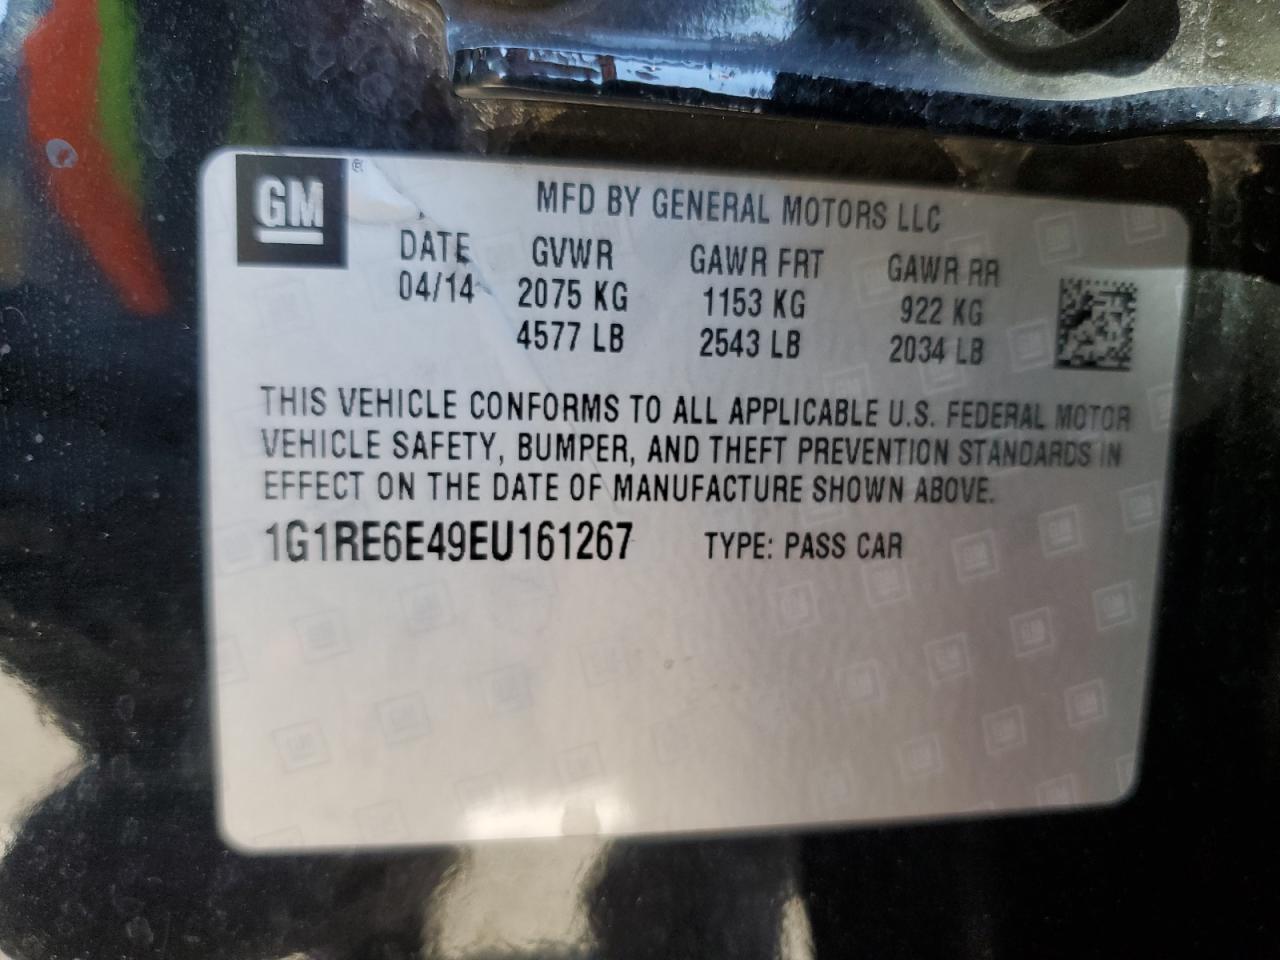 GM ®
MFD BY GENERAL MOTORS LLC
DATE GVWR GAWR FRT GAWR RR
04/14 2075 KG 1153 KG 922 KG
4577 LB 2543 LB 2034 LB
THIS VEHICLE CONFORMS TO ALL APPLICABLE U.S. FEDERAL MOTOR
VEHICLE SAFETY, BUMPER, AND THEFT PREVENTION STANDARDS IN
EFFECT ON THE DATE OF MANUFACTURE SHOWN ABOVE.
1G1RE6E49EU161267 TYPE: PASS CAR